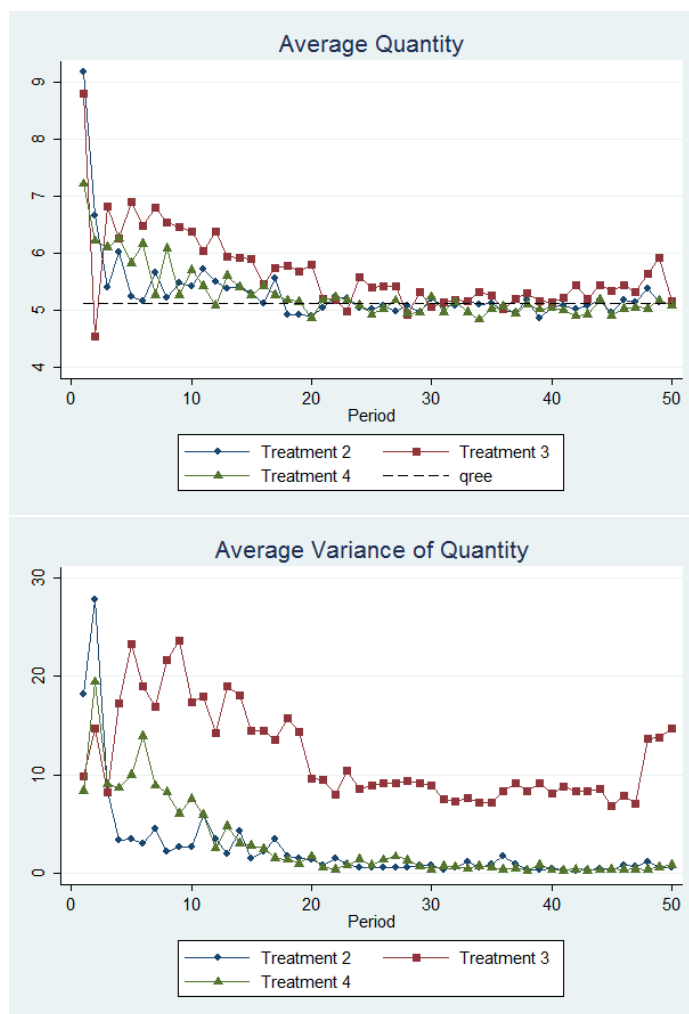 Average Quantity
9
8
7
6
5
4
0 10 20 30 40 50
Period
Treatment 2 Treatment 3
Treatment 4 qree
Average Variance of Quantity
30
20
10
0
0 10 20 30 40 50
Period
Treatment 2 Treatment 3
Treatment 4